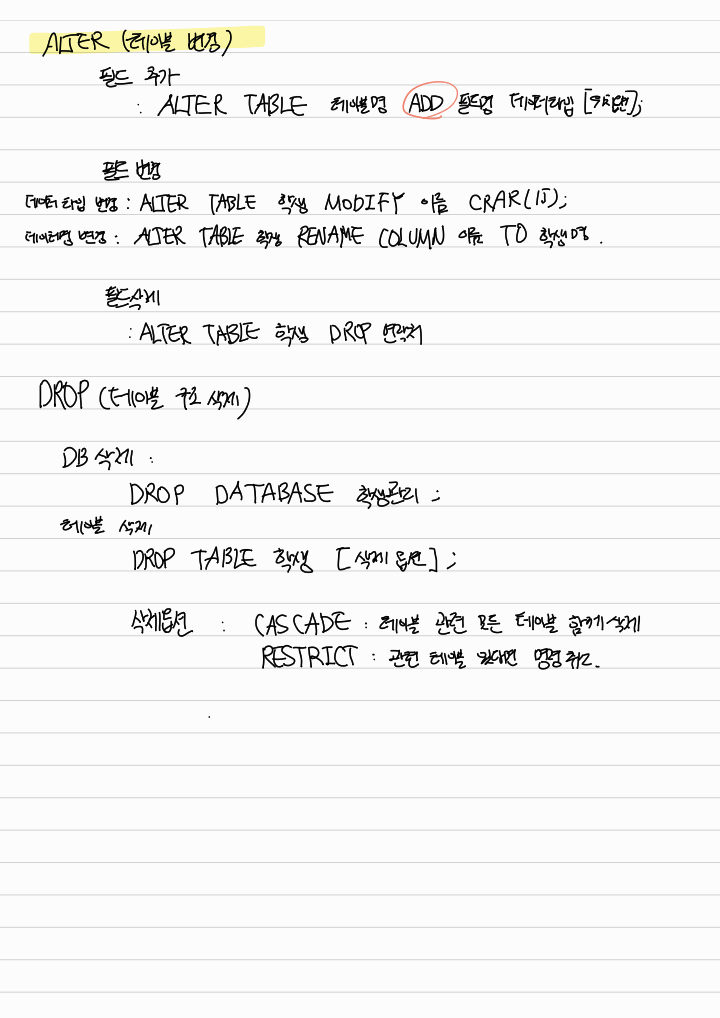 ALTER (테이블 변경)
필드 추가
: ALTER TABLE 테이블명 ADD 필드명 데이터타입 [위치옵션];
필드 변경
데이터 타입 변경 : ALTER TABLE 학생 MODIFY 이름 CRAR(15);
데이터명 변경 : ALTER TABLE 학생 RENAME COLUMN 이름 TO 학생명 .
필드삭제
: ALTER TABLE 학생 DROP 연락처
DROP (테이블 구조 삭제)
DB 삭제 :
DROP DATABASE 학생관리 ;
테이블 삭제
DROP TABLE 학생 [삭제 옵션] ;
삭제옵션 : CASCADE : 테이블 관련 모든 테이블 함께 삭제
RESTRICT : 관련 테이블 있다면 명령 취소.